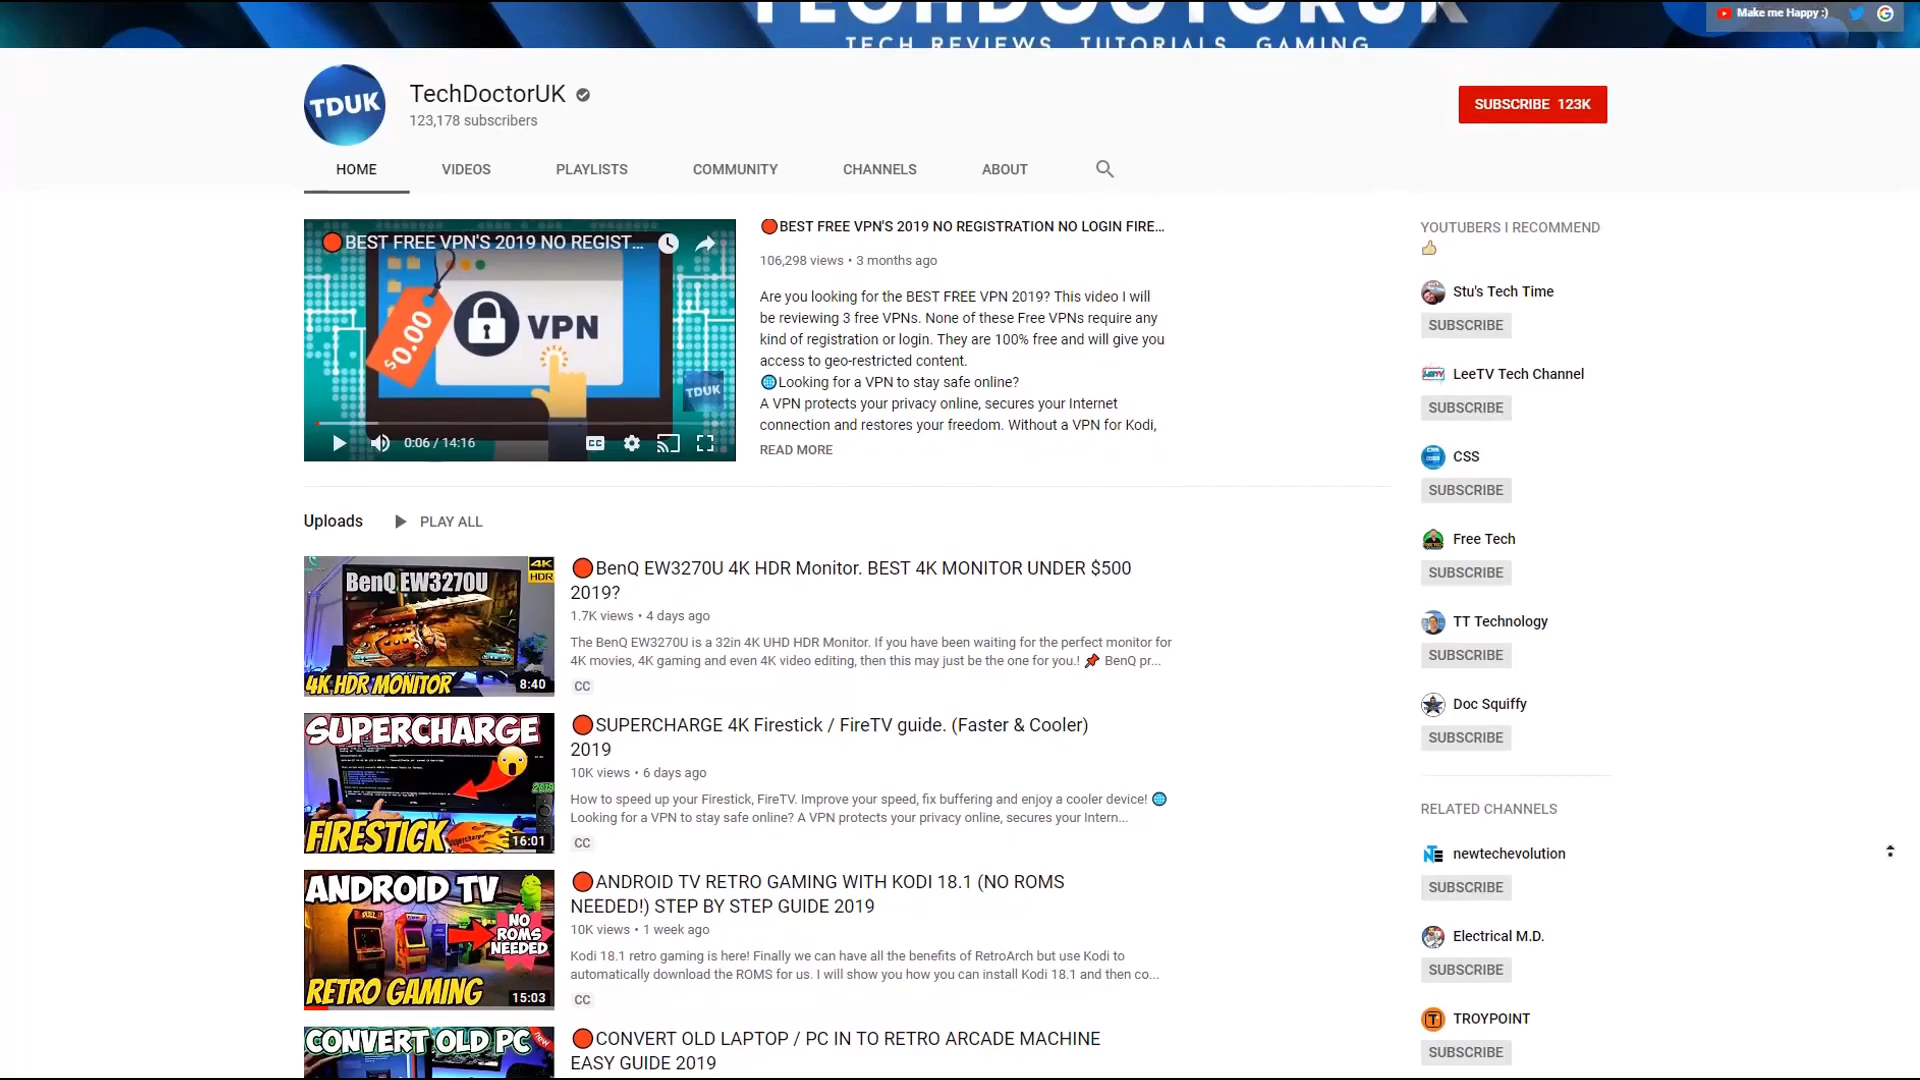 TECHDOCTORUK
TECH REVIEWS, TUTORIALS, GAMING
Make me Happy :)
TDUK
TechDoctorUK
123,178 subscribers
SUBSCRIBE 123K
HOME
VIDEOS
PLAYLISTS
COMMUNITY
CHANNELS
ABOUT
BEST FREE VPN'S 2019 NO REGIST...
$0.00
VPN
TDUK
0:06 / 14:16
CC
BEST FREE VPN'S 2019 NO REGISTRATION NO LOGIN FIRE...
106,298 views • 3 months ago
Are you looking for the BEST FREE VPN 2019? This video I will
be reviewing 3 free VPNs. None of these Free VPNs require any
kind of registration or login. They are 100% free and will give you
access to geo-restricted content.
🌐Looking for a VPN to stay safe online?
A VPN protects your privacy online, secures your Internet
connection and restores your freedom. Without a VPN for Kodi,
READ MORE
Uploads
PLAY ALL
BenQ EW3270U
4K
HDR
4K HDR MONITOR
8:40
BenQ EW3270U 4K HDR Monitor. BEST 4K MONITOR UNDER $500
2019?
1.7K views • 4 days ago
The BenQ EW3270U is a 32in 4K UHD HDR Monitor. If you have been waiting for the perfect monitor for
4K movies, 4K gaming and even 4K video editing, then this may just be the one for you.! 📌 BenQ pr...
CC
SUPERCHARGE
2019
FIRESTICK
16:01
SUPERCHARGE 4K Firestick / FireTV guide. (Faster & Cooler)
2019
10K views • 6 days ago
How to speed up your Firestick, FireTV. Improve your speed, fix buffering and enjoy a cooler device! 🌐
Looking for a VPN to stay safe online? A VPN protects your privacy online, secures your Intern...
CC
ANDROID TV
NO
ROMS
NEEDED
RETRO GAMING
15:03
ANDROID TV RETRO GAMING WITH KODI 18.1 (NO ROMS
NEEDED!) STEP BY STEP GUIDE 2019
10K views • 1 week ago
Kodi 18.1 retro gaming is here! Finally we can have all the benefits of RetroArch but use Kodi to
automatically download the ROMS for us. I will show you how you can install Kodi 18.1 and then co...
CC
CONVERT OLD PC
new
CONVERT OLD LAPTOP / PC IN TO RETRO ARCADE MACHINE
EASY GUIDE 2019
YOUTUBERS I RECOMMEND
👍
Stu's Tech Time
SUBSCRIBE
LeeTV Tech Channel
SUBSCRIBE
CSS
SUBSCRIBE
Free Tech
SUBSCRIBE
TT Technology
SUBSCRIBE
Doc Squiffy
SUBSCRIBE
RELATED CHANNELS
newtechevolution
SUBSCRIBE
Electrical M.D.
SUBSCRIBE
TROYPOINT
SUBSCRIBE